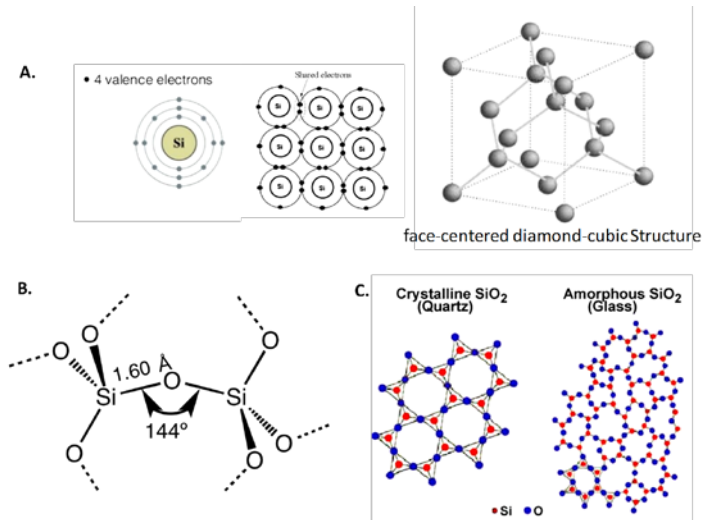 A.
• 4 valence electrons
Si
Shared electrons
Si Si Si
Si Si Si
Si Si Si
face-centered diamond-cubic Structure
B.
O O O
O 1.60 Å O
Si Si
144º
O O O
C.
Crystalline SiO₂
(Quartz)
Amorphous SiO₂
(Glass)
Si O